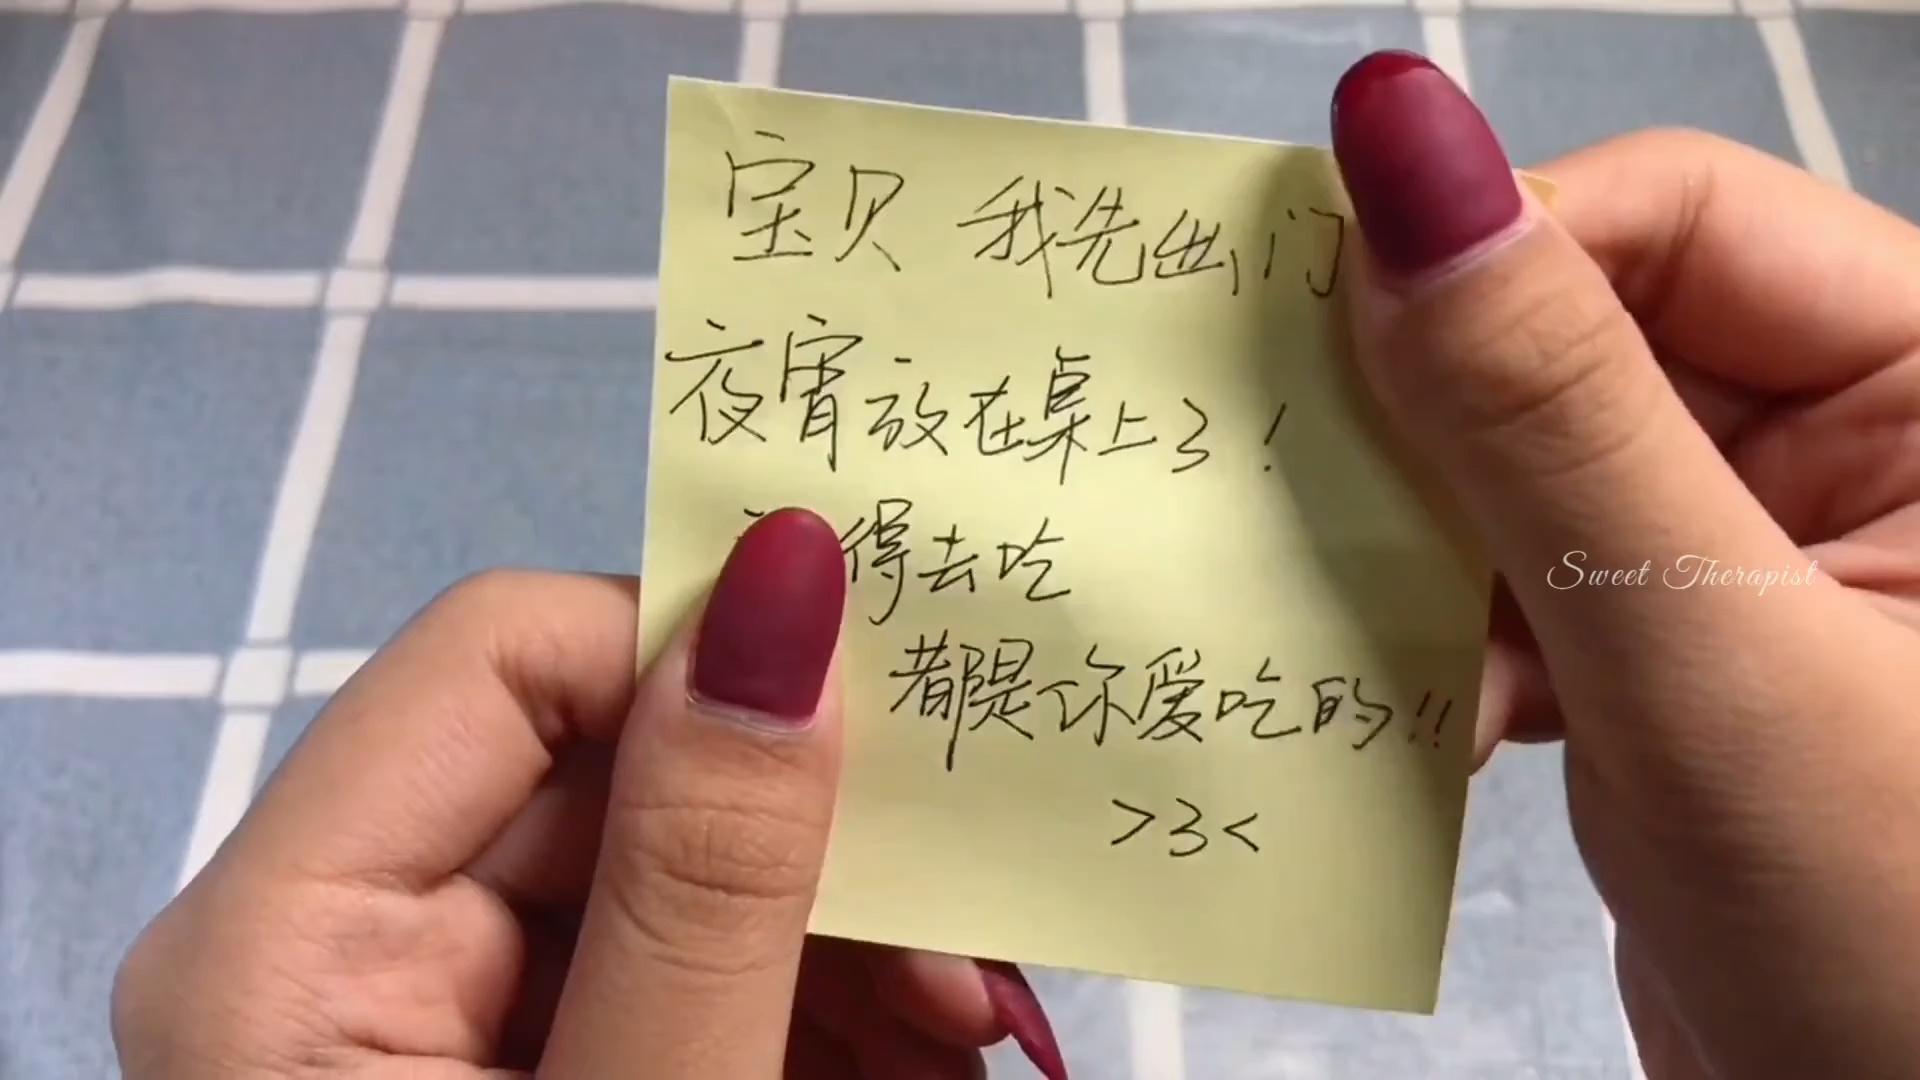 宝贝 我先出门
夜宵放在桌上了!
得去吃
都是你爱吃的!!
>3<
Sweet Therapist